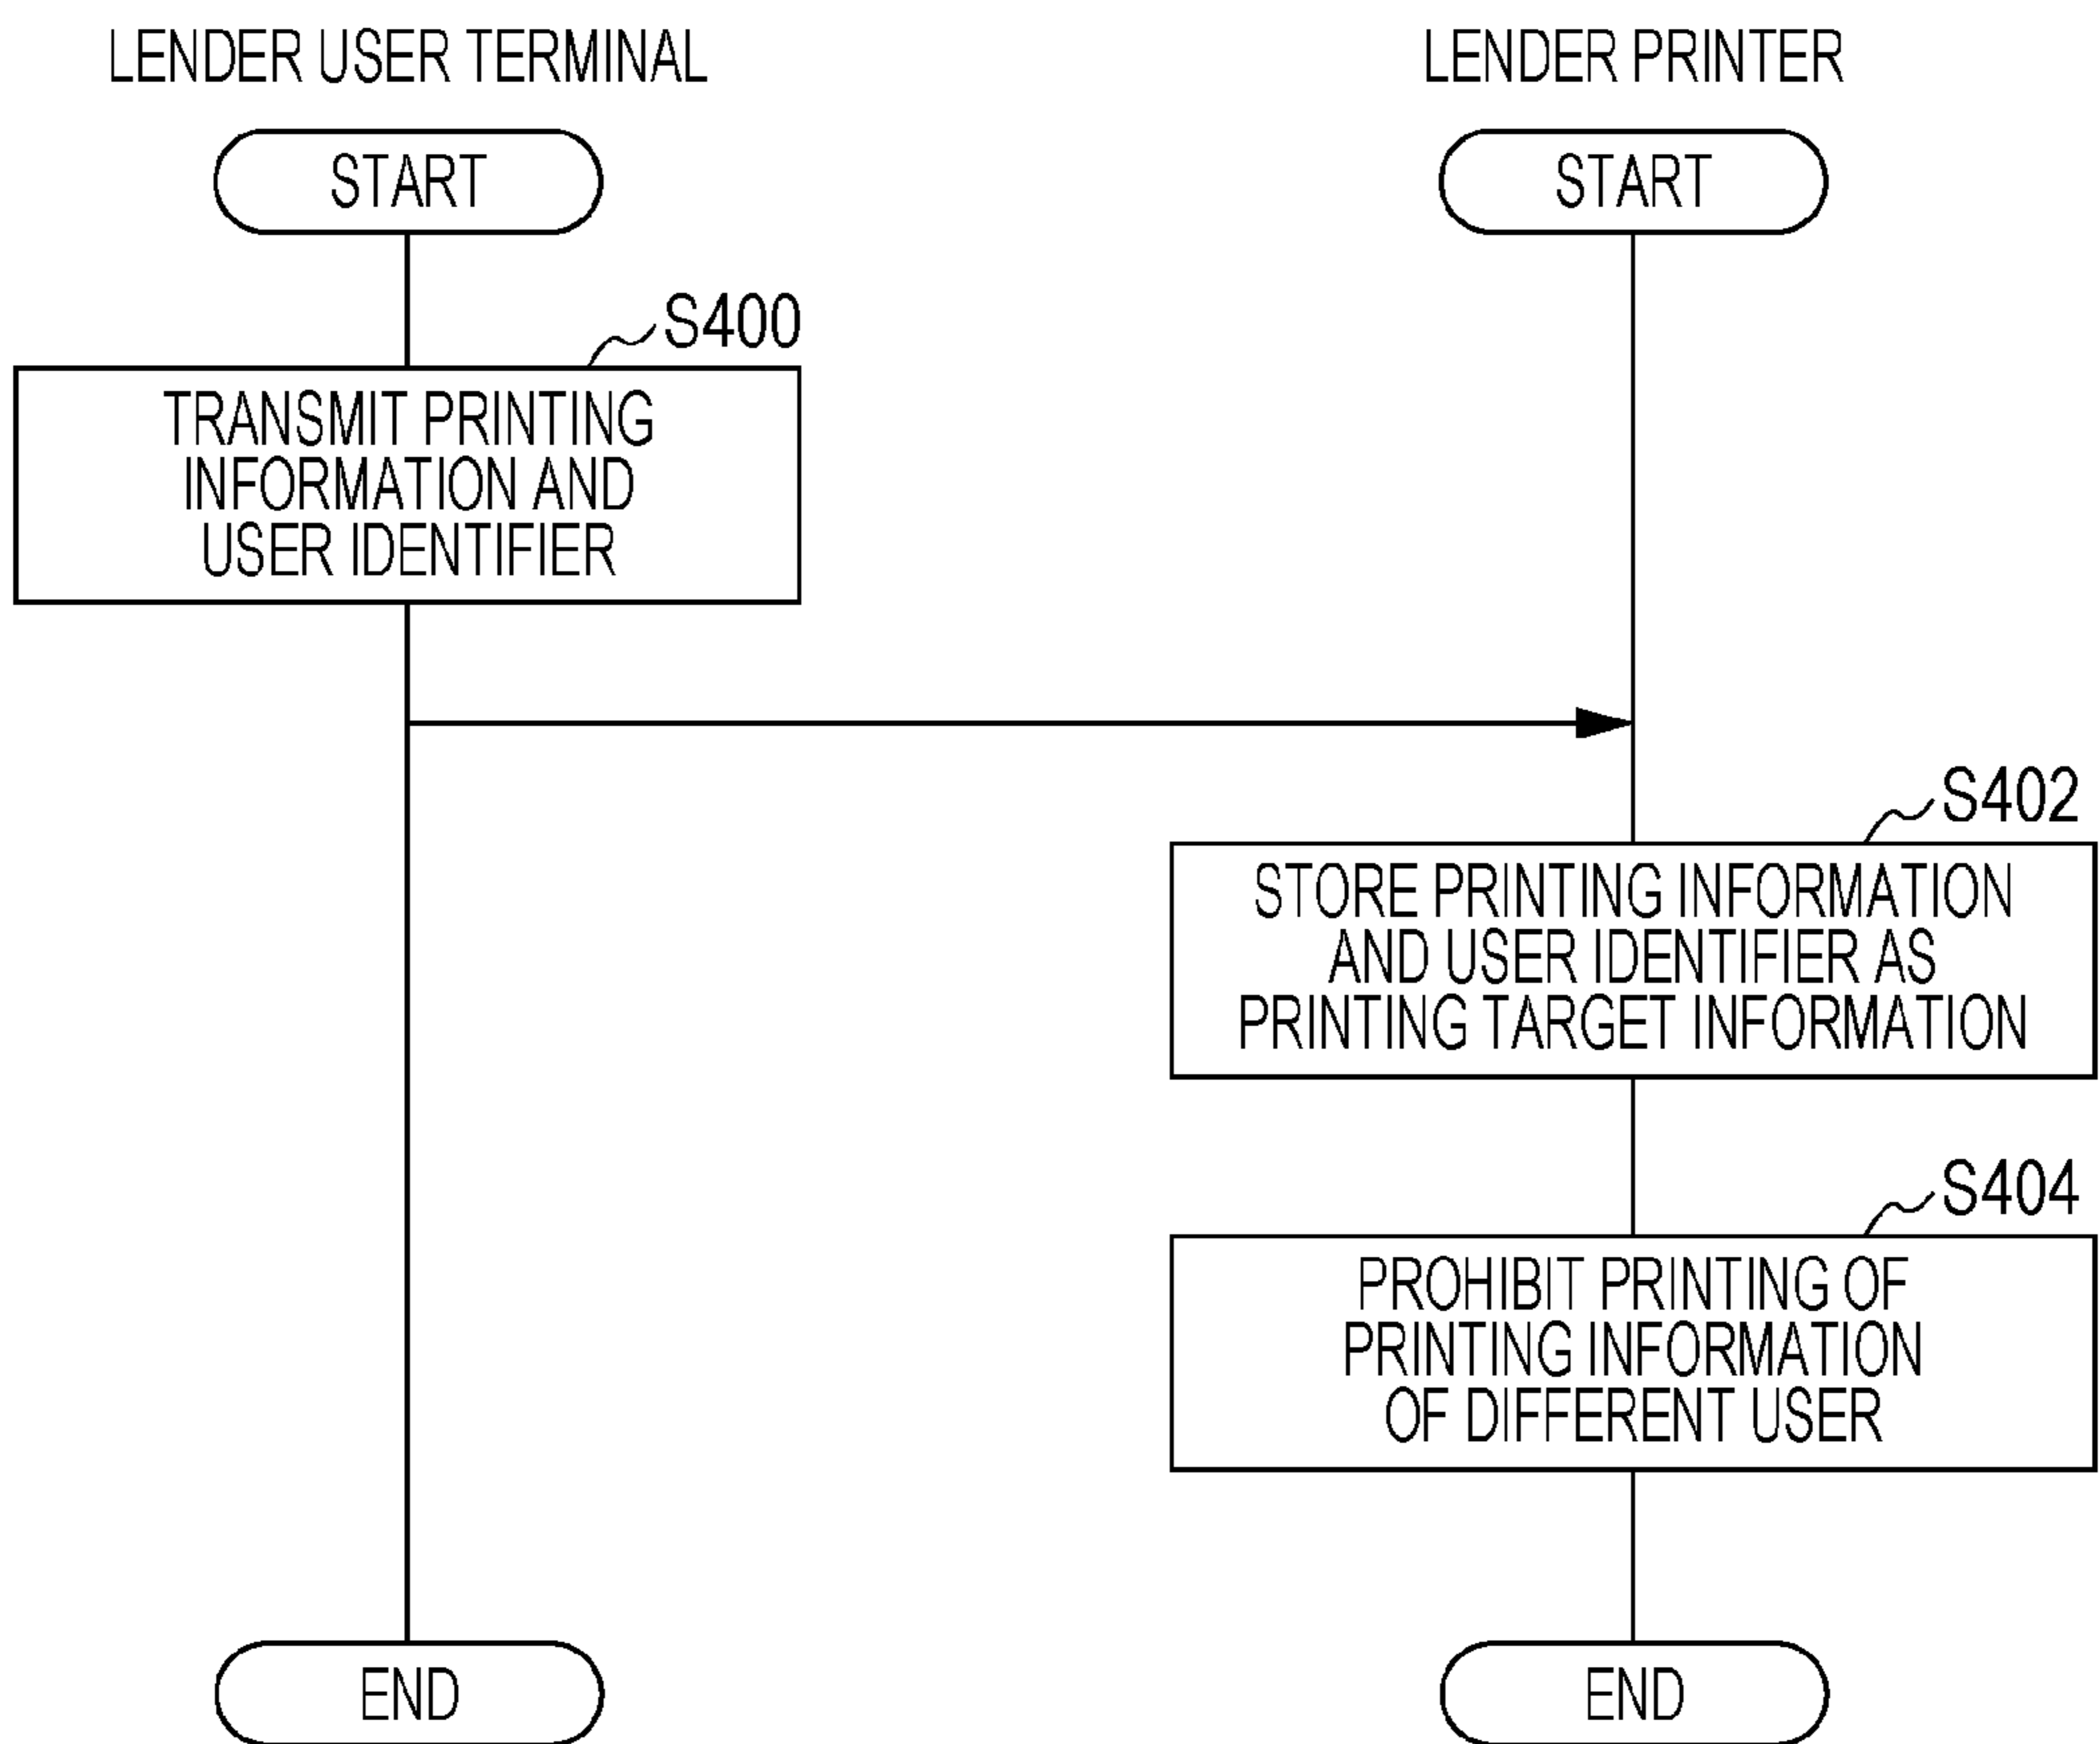 LENDER USER TERMINAL
LENDER PRINTER
START
START
S400
TRANSMIT PRINTING
INFORMATION AND
USER IDENTIFIER
S402
STORE PRINTING INFORMATION
AND USER IDENTIFIER AS
PRINTING TARGET INFORMATION
S404
PROHIBIT PRINTING OF
PRINTING INFORMATION
OF DIFFERENT USER
END
END